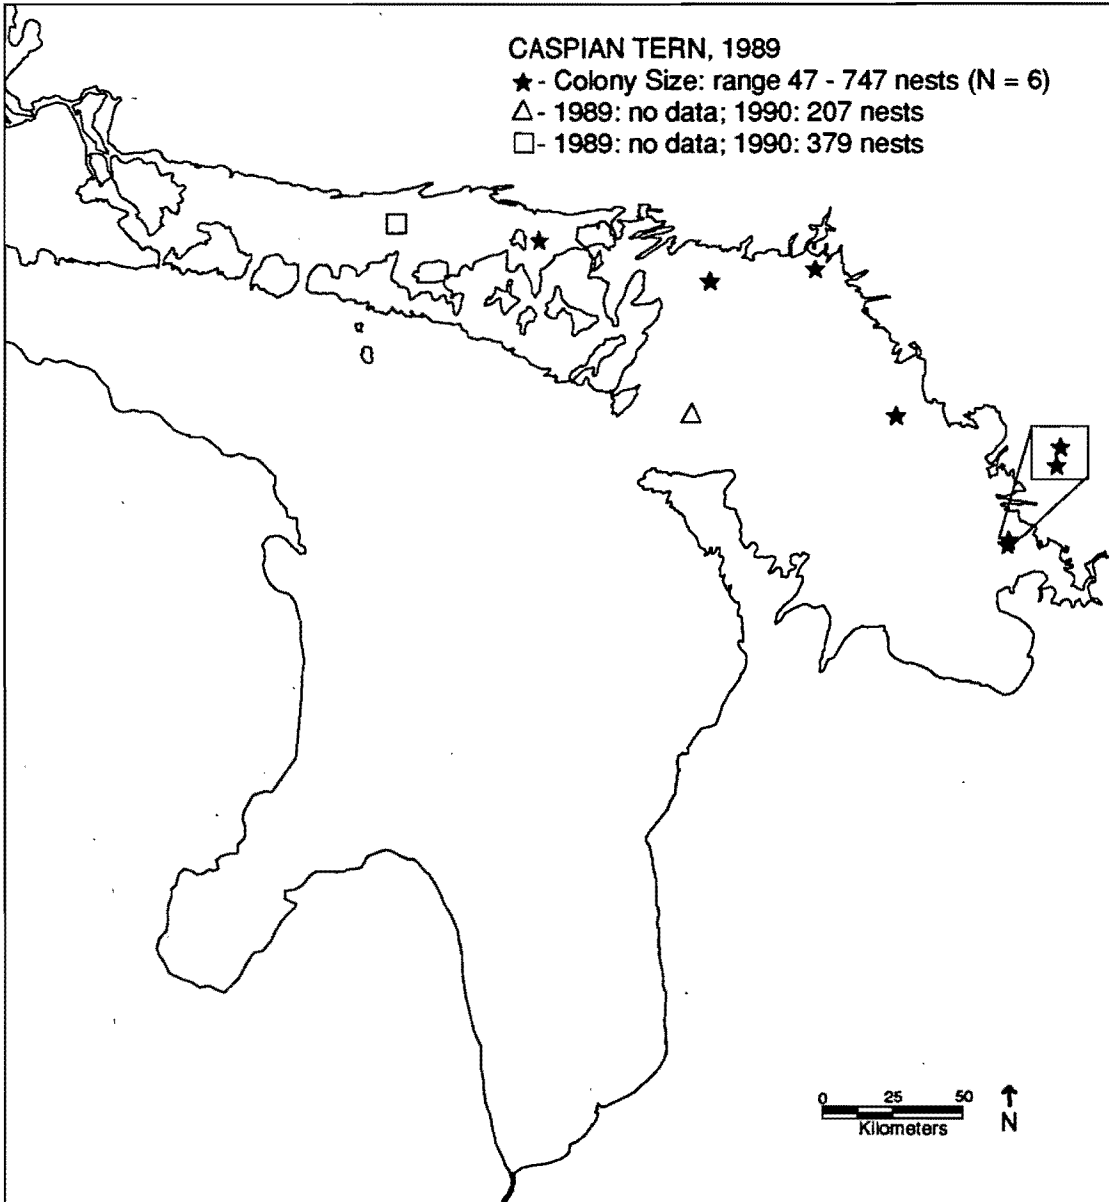 CASPIAN TERN, 1989
★ - Colony Size: range 47 - 747 nests (N = 6)
△ - 1989: no data; 1990: 207 nests
□ - 1989: no data; 1990: 379 nests
0 25 50
Kilometers
N